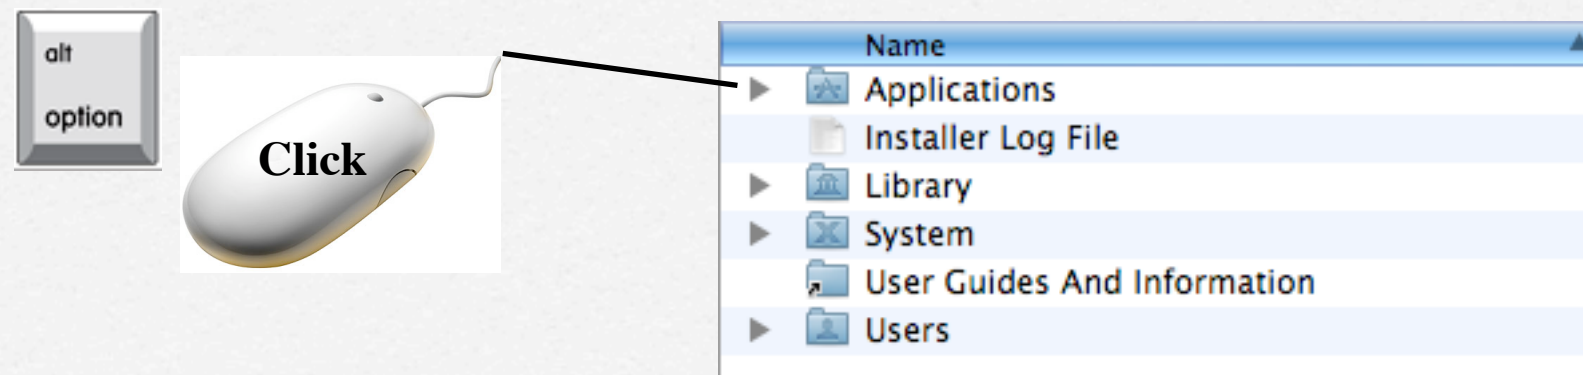 alt
option
Click
Name
Applications
Installer Log File
Library
System
User Guides And Information
Users